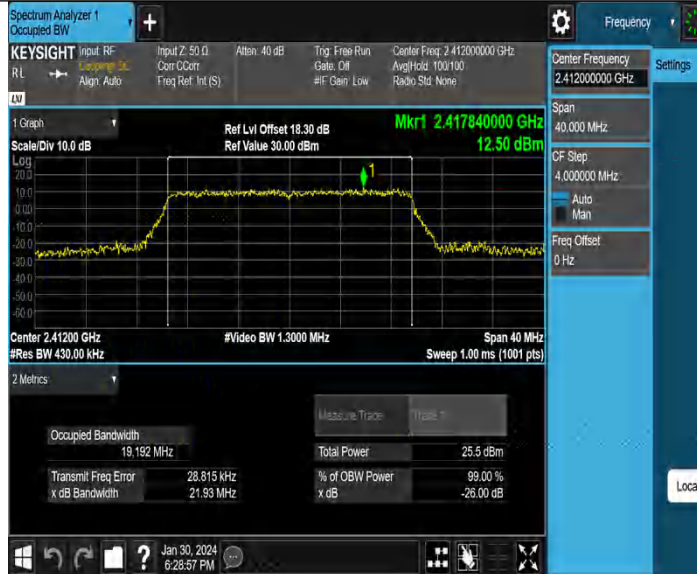 Spectrum Analyzer 1
Occupied BW
+
Frequency
KEYSIGHT
Input: RF
Coupling: DC
Align: Auto
Input Z: 50 Ω
Corr CCorr
Freq Ref: Int (S)
Atten: 40 dB
Trig: Free Run
Gate: Off
#IF Gain: Low
Center Freq: 2.412000000 GHz
Avg|Hold: 100/100
Radio Std: None
RL
Center Frequency
2.412000000 GHz
Settings
Span
40.000 MHz
CF Step
4.000000 MHz
Auto
Man
Freq Offset
0 Hz
1 Graph
Scale/Div 10.0 dB
Ref Lvl Offset 18.30 dB
Ref Value 30.00 dBm
Mkr1 2.417840000 GHz
12.50 dBm
Log
20.0
10.0
0.00
-10.0
-20.0
-30.0
-40.0
-50.0
-60.0
1
Center 2.41200 GHz
#Res BW 430.00 kHz
#Video BW 1.3000 MHz
Span 40 MHz
Sweep 1.00 ms (1001 pts)
2 Metrics
Measure Trace
Trace 1
Occupied Bandwidth
19.192 MHz
Total Power
25.5 dBm
Transmit Freq Error
28.815 kHz
% of OBW Power
99.00 %
x dB Bandwidth
21.93 MHz
x dB
-26.00 dB
Loca
?
Jan 30, 2024
6:28:57 PM